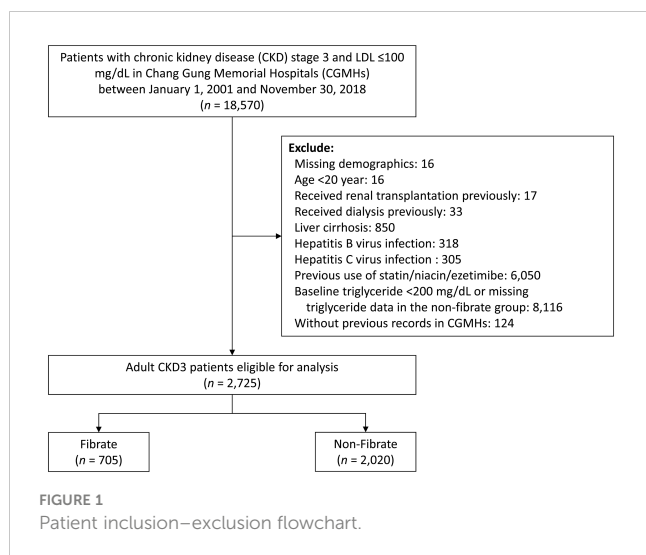 Patients with chronic kidney disease (CKD) stage 3 and LDL ≤100
mg/dL in Chang Gung Memorial Hospitals (CGMHs)
between January 1, 2001 and November 30, 2018
(n = 18,570)
Exclude:
Missing demographics: 16
Age <20 year: 16
Received renal transplantation previously: 17
Received dialysis previously: 33
Liver cirrhosis: 850
Hepatitis B virus infection: 318
Hepatitis C virus infection : 305
Previous use of statin/niacin/ezetimibe: 6,050
Baseline triglyceride <200 mg/dL or missing
triglyceride data in the non-fibrate group: 8,116
Without previous records in CGMHs: 124
Adult CKD3 patients eligible for analysis
(n = 2,725)
Fibrate
(n = 705)
Non-Fibrate
(n = 2,020)
FIGURE 1
Patient inclusion–exclusion flowchart.